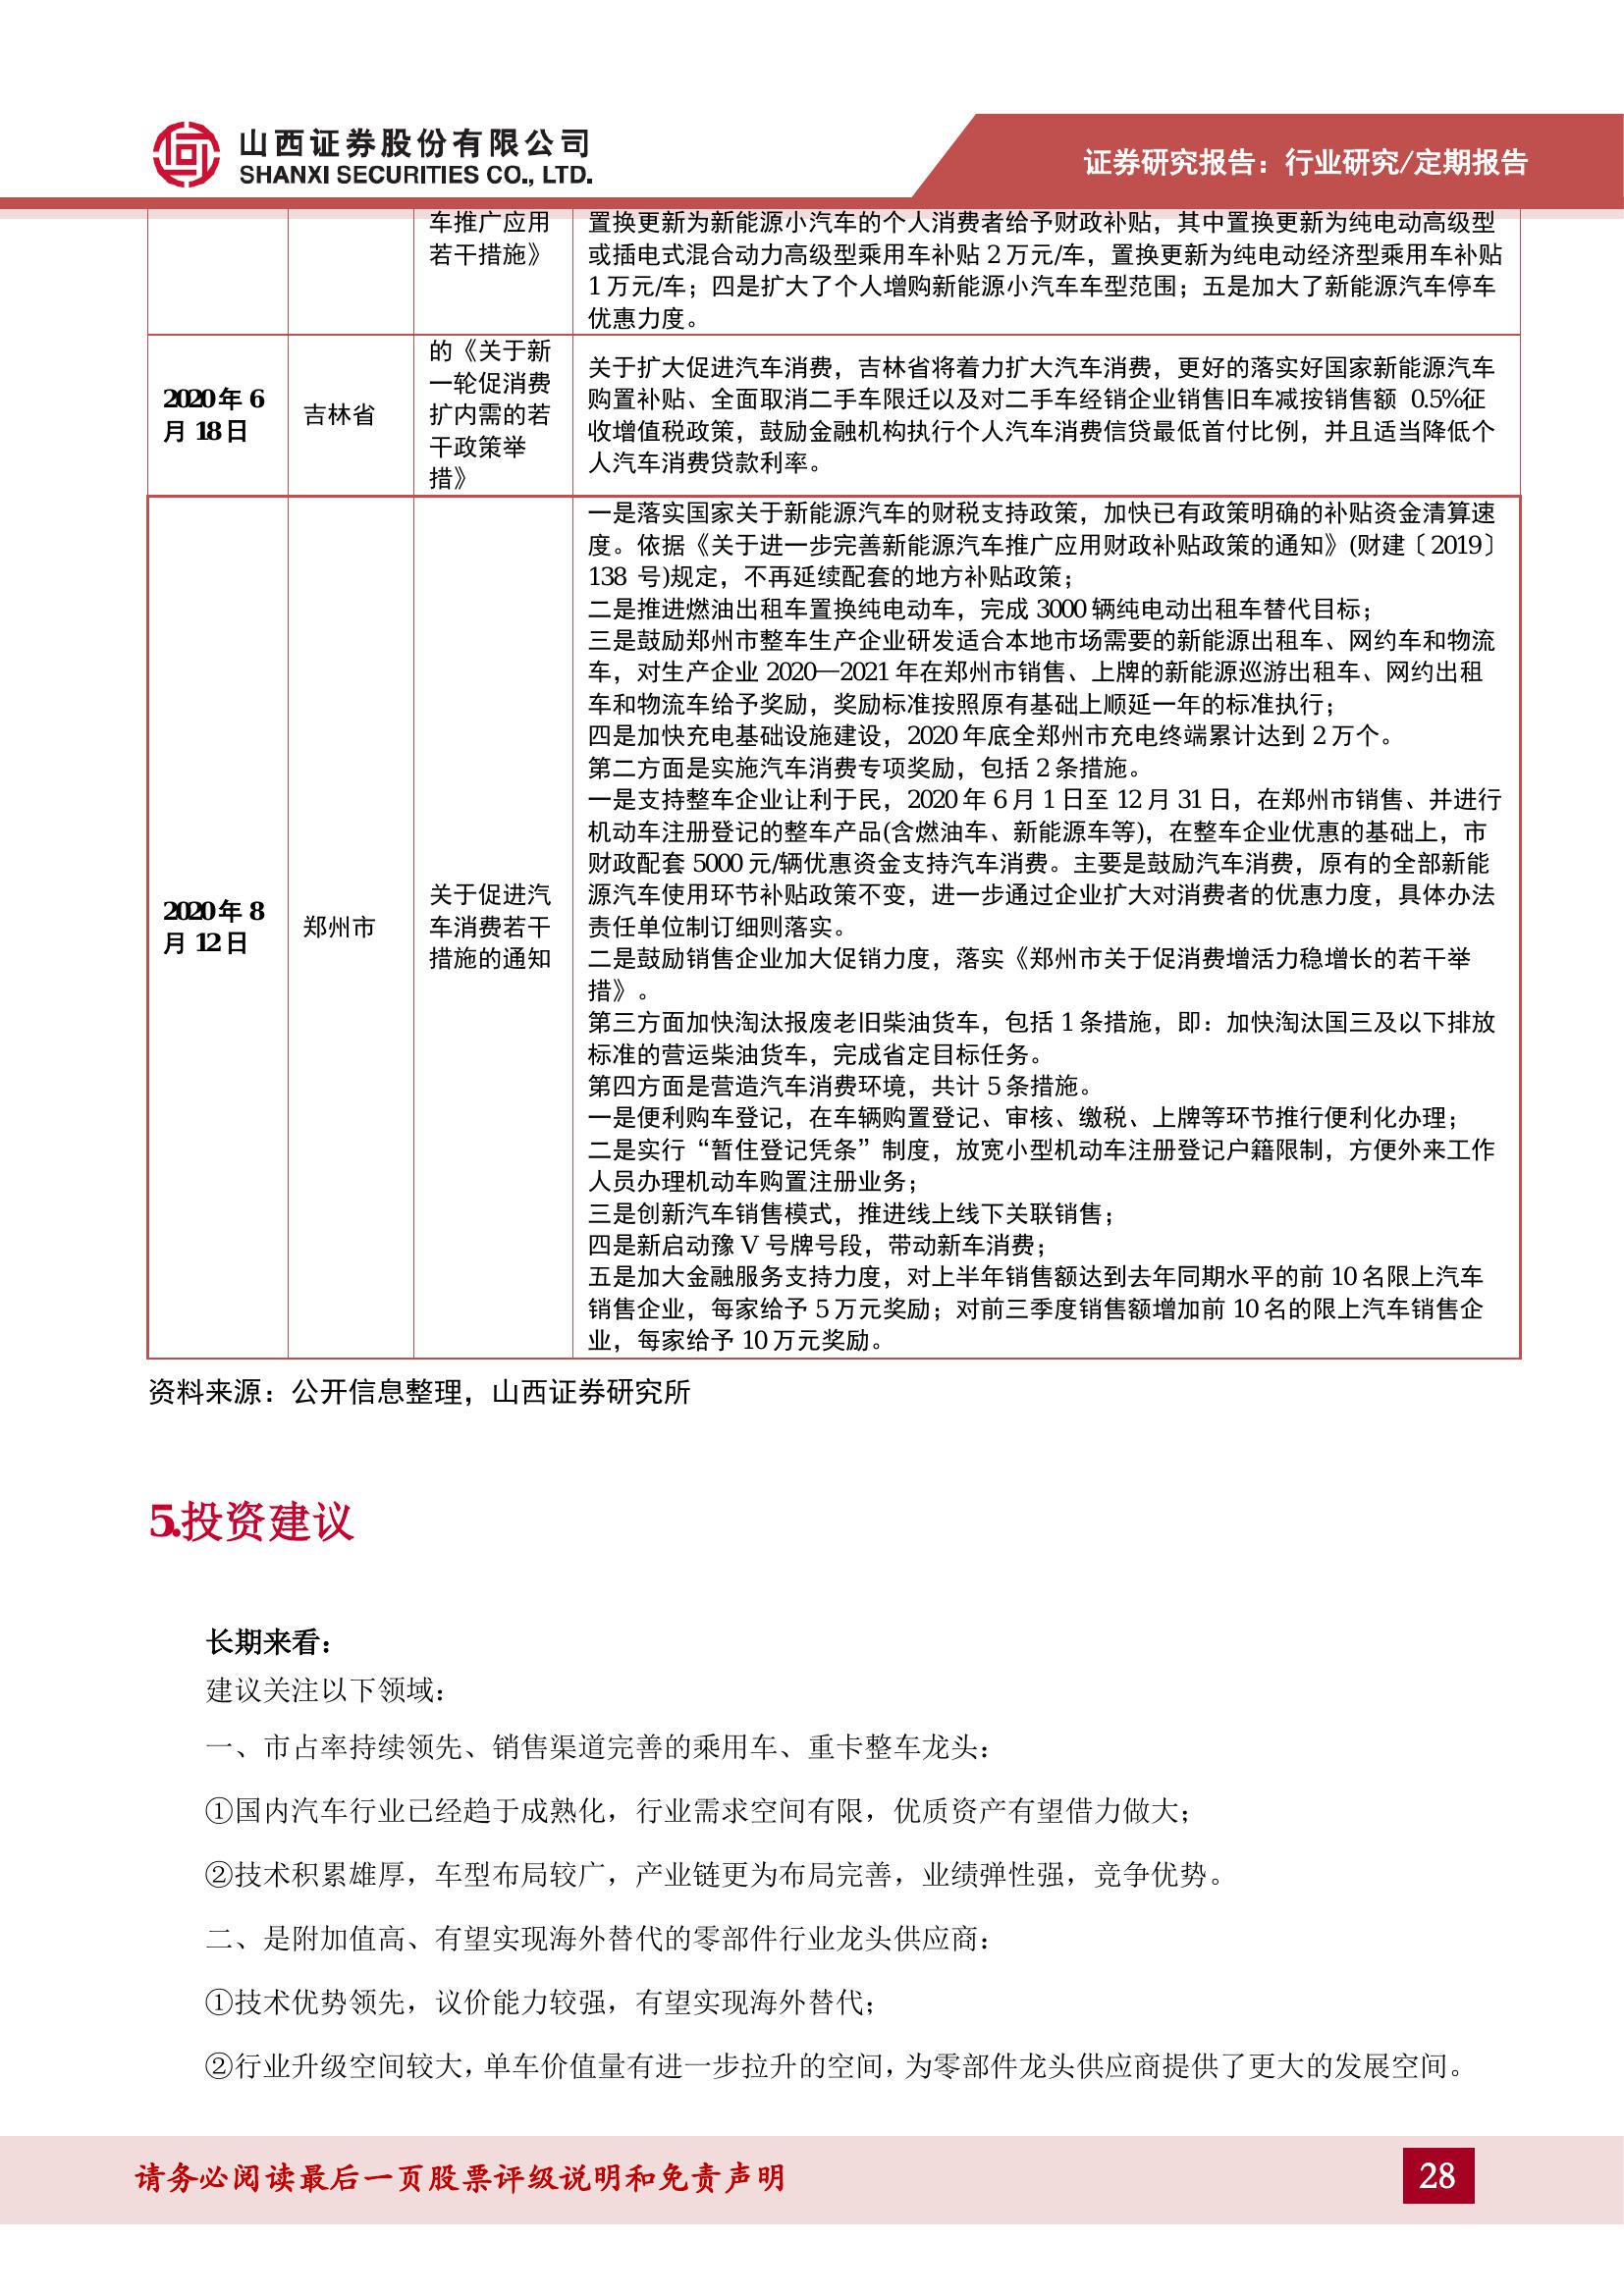 山西证券股份有限公司
SHANXI SECURITIES CO., LTD.
证券研究报告：行业研究/定期报告
车推广应用
若干措施》
置换更新为新能源小汽车的个人消费者给予财政补贴，其中置换更新为纯电动高级型
或插电式混合动力高级型乘用车补贴 2 万元/车，置换更新为纯电动经济型乘用车补贴
1 万元/车；四是扩大了个人增购新能源小汽车车型范围；五是加大了新能源汽车停车
优惠力度。
2020 年 6
月 18 日
吉林省
的《关于新
一轮促消费
扩内需的若
干政策举
措》
关于扩大促进汽车消费，吉林省将着力扩大汽车消费，更好的落实好国家新能源汽车
购置补贴、全面取消二手车限迁以及对二手车经销企业销售旧车减按销售额 0.5%征
收增值税政策，鼓励金融机构执行个人汽车消费信贷最低首付比例，并且适当降低个
人汽车消费贷款利率。
2020 年 8
月 12 日
郑州市
关于促进汽
车消费若干
措施的通知
一是落实国家关于新能源汽车的财税支持政策，加快已有政策明确的补贴资金清算速
度。依据《关于进一步完善新能源汽车推广应用财政补贴政策的通知》(财建〔2019〕
138 号)规定，不再延续配套的地方补贴政策；
二是推进燃油出租车置换纯电动车，完成 3000 辆纯电动出租车替代目标；
三是鼓励郑州市整车生产企业研发适合本地市场需要的新能源出租车、网约车和物流
车，对生产企业 2020—2021 年在郑州市销售、上牌的新能源巡游出租车、网约出租
车和物流车给予奖励，奖励标准按照原有基础上顺延一年的标准执行；
四是加快充电基础设施建设，2020 年底全郑州市充电终端累计达到 2 万个。
第二方面是实施汽车消费专项奖励，包括 2 条措施。
一是支持整车企业让利于民，2020 年 6 月 1 日至 12 月 31 日，在郑州市销售、并进行
机动车注册登记的整车产品(含燃油车、新能源车等)，在整车企业优惠的基础上，市
财政配套 5000 元/辆优惠资金支持汽车消费。主要是鼓励汽车消费，原有的全部新能
源汽车使用环节补贴政策不变，进一步通过企业扩大对消费者的优惠力度，具体办法
责任单位制订细则落实。
二是鼓励销售企业加大促销力度，落实《郑州市关于促消费增活力稳增长的若干举
措》。
第三方面加快淘汰报废老旧柴油货车，包括 1 条措施，即：加快淘汰国三及以下排放
标准的营运柴油货车，完成省定目标任务。
第四方面是营造汽车消费环境，共计 5 条措施。
一是便利购车登记，在车辆购置登记、审核、缴税、上牌等环节推行便利化办理；
二是实行“暂住登记凭条”制度，放宽小型机动车注册登记户籍限制，方便外来工作
人员办理机动车购置注册业务；
三是创新汽车销售模式，推进线上线下关联销售；
四是新启动豫 V 号牌号段，带动新车消费；
五是加大金融服务支持力度，对上半年销售额达到去年同期水平的前 10 名限上汽车
销售企业，每家给予 5 万元奖励；对前三季度销售额增加前 10 名的限上汽车销售企
业，每家给予 10 万元奖励。
资料来源：公开信息整理，山西证券研究所
5.投资建议
长期来看：
建议关注以下领域：
一、市占率持续领先、销售渠道完善的乘用车、重卡整车龙头：
①国内汽车行业已经趋于成熟化，行业需求空间有限，优质资产有望借力做大；
②技术积累雄厚，车型布局较广，产业链更为布局完善，业绩弹性强，竞争优势。
二、是附加值高、有望实现海外替代的零部件行业龙头供应商：
①技术优势领先，议价能力较强，有望实现海外替代；
②行业升级空间较大，单车价值量有进一步拉升的空间，为零部件龙头供应商提供了更大的发展空间。
请务必阅读最后一页股票评级说明和免责声明
28